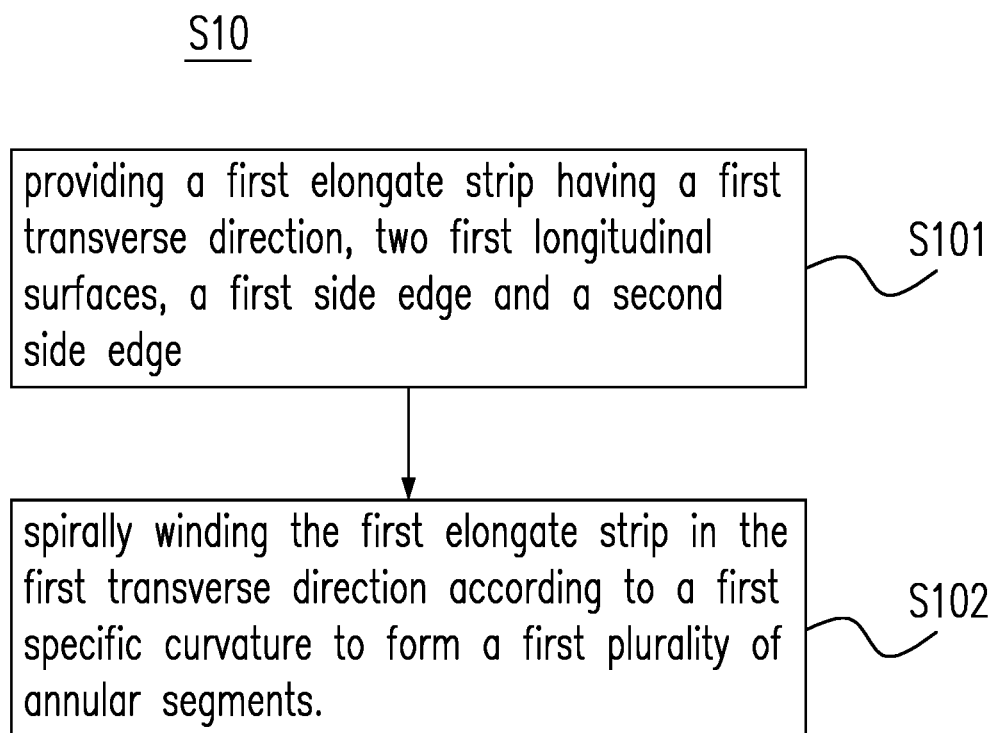 S10
providing a first elongate strip having a first
transverse direction, two first longitudinal
surfaces, a first side edge and a second
side edge
S101
spirally winding the first elongate strip in the
first transverse direction according to a first
specific curvature to form a first plurality of
annular segments.
S102